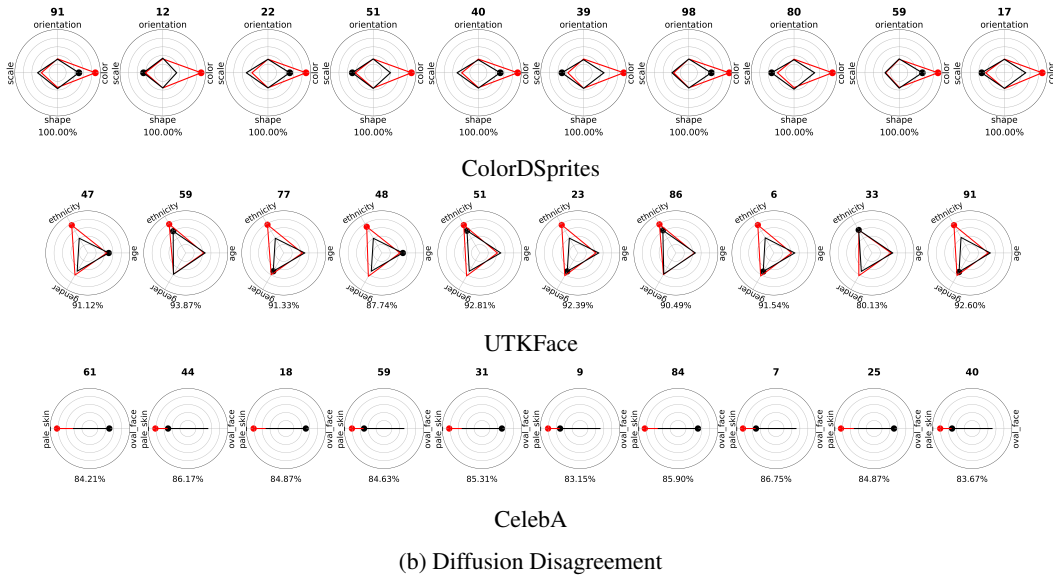 91 12 22 51 40 39 98 80 59 17
orientation orientation orientation orientation orientation orientation orientation orientation orientation orientation
scale color scale color scale color scale color scale color scale color scale color scale color scale color scale color
shape shape shape shape shape shape shape shape shape shape
100.00% 100.00% 100.00% 100.00% 100.00% 100.00% 100.00% 100.00% 100.00% 100.00%
ColorDSprites
47 59 77 48 51 23 86 6 33 91
ethnicity ethnicity ethnicity ethnicity ethnicity ethnicity ethnicity ethnicity ethnicity ethnicity
age age age age age age age age age age
gender gender gender gender gender gender gender gender gender gender
91.12% 93.87% 91.33% 87.74% 92.81% 92.39% 90.49% 91.54% 80.13% 92.60%
UTKFace
61 44 18 59 31 9 84 7 25 40
pale_skin oval_face pale_skin oval_face pale_skin oval_face pale_skin oval_face pale_skin oval_face pale_skin oval_face pale_skin oval_face pale_skin oval_face pale_skin oval_face pale_skin oval_face
84.21% 86.17% 84.87% 84.63% 85.31% 83.15% 85.90% 86.75% 84.87% 83.67%
CelebA
(b) Diffusion Disagreement